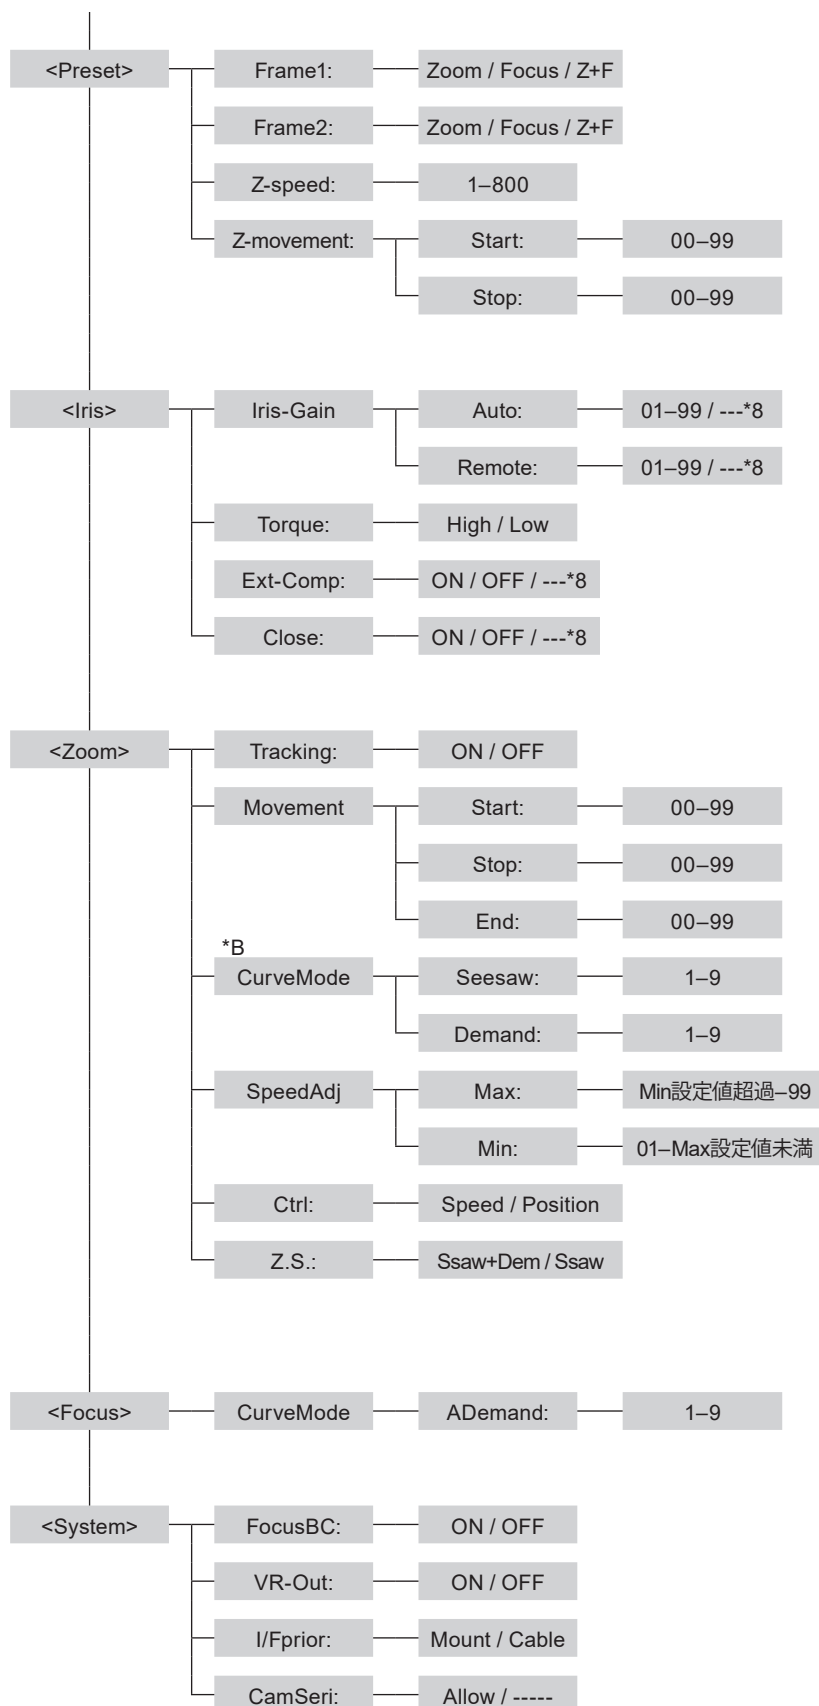 <Preset> Frame1: Zoom / Focus / Z+F
Frame2: Zoom / Focus / Z+F
Z-speed: 1–800
Z-movement: Start: 00–99
Stop: 00–99
<Iris> Iris-Gain Auto: 01–99 / ---*8
Remote: 01–99 / ---*8
Torque: High / Low
Ext-Comp: ON / OFF / ---*8
Close: ON / OFF / ---*8
<Zoom> Tracking: ON / OFF
Movement Start: 00–99
Stop: 00–99
End: 00–99
*B
CurveMode Seesaw: 1–9
Demand: 1–9
SpeedAdj Max: Min設定値超過–99
Min: 01–Max設定値未満
Ctrl: Speed / Position
Z.S.: Ssaw+Dem / Ssaw
<Focus> CurveMode ADemand: 1–9
<System> FocusBC: ON / OFF
VR-Out: ON / OFF
I/Fprior: Mount / Cable
CamSeri: Allow / -----